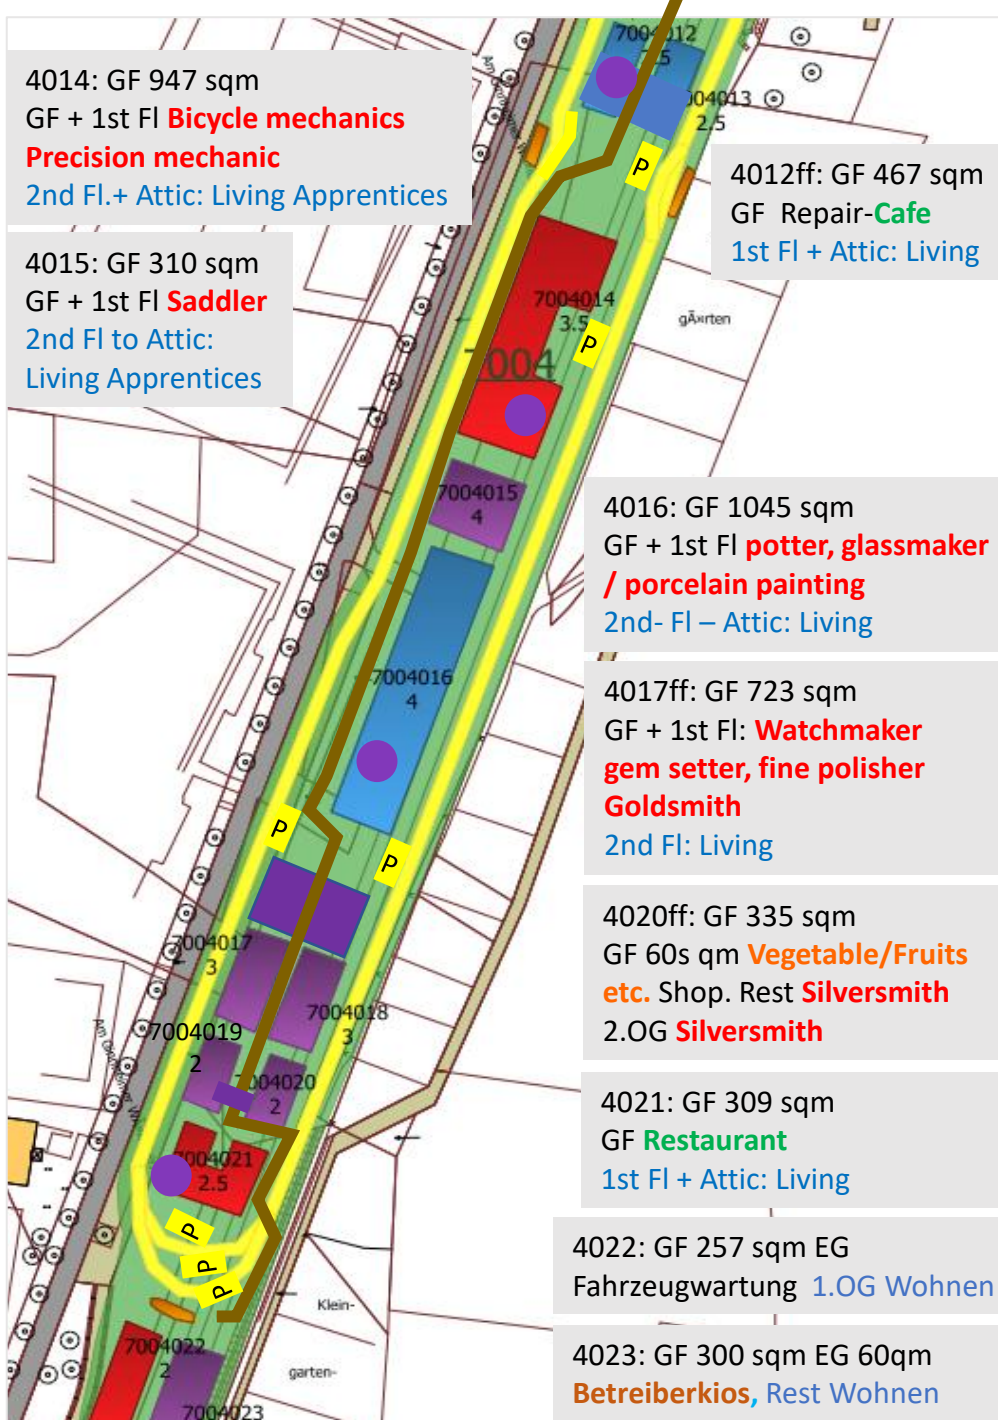 4014: GF 947 sqm
GF + 1st Fl Bicycle mechanics
Precision mechanic
2nd Fl.+ Attic: Living Apprentices
4015: GF 310 sqm
GF + 1st Fl Saddler
2nd Fl to Attic:
Living Apprentices
7004012
004013
2.5
P
4012ff: GF 467 sqm
GF  Repair-Cafe
1st Fl + Attic: Living
7004014
3.5
P
gÃ¤rten
7004
7004015
4
4016: GF 1045 sqm
GF + 1st Fl potter, glassmaker
/ porcelain painting
2nd- Fl – Attic: Living
7004016
4
4017ff: GF 723 sqm
GF + 1st Fl: Watchmaker
gem setter, fine polisher
Goldsmith
2nd Fl: Living
P
P
4020ff: GF 335 sqm
GF 60s qm Vegetable/Fruits
etc. Shop. Rest Silversmith
2.OG Silversmith
7004017
3
7004018
3
7004019
2
7004020
2
4021: GF 309 sqm
GF Restaurant
1st Fl + Attic: Living
7004021
2.5
P
P
P
4022: GF 257 sqm EG
Fahrzeugwartung  1.OG Wohnen
Klein-
garten-
7004022
2
7004023
4023: GF 300 sqm EG 60qm
Betreiberkios, Rest Wohnen